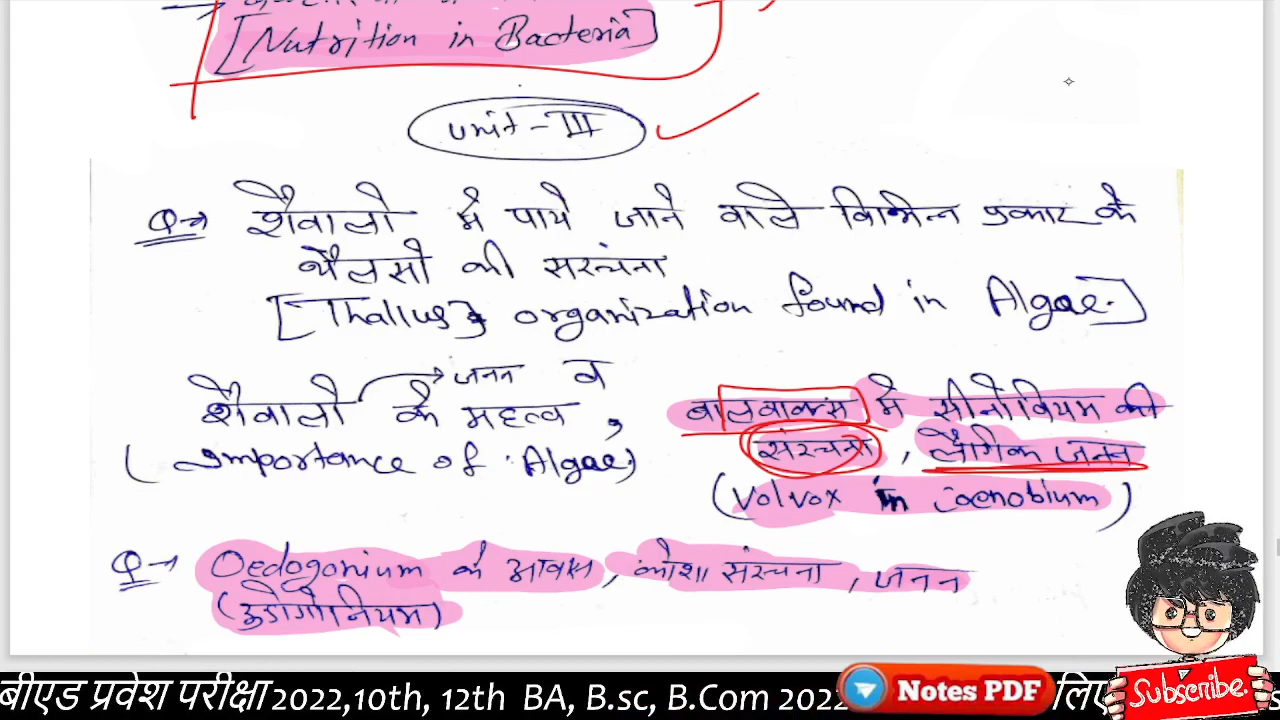 [Nutrition in Bacteria]
Unit - III
Q→ शैवालो मे पाये जाने वाले विभिन्न प्रकार के
थैलसो की संरचना
[Thallus organization found in Algae.]
जनन व
शैवालो के महत्व , वालवाक्स मे सीनोवियम की
संरचना , लैंगिक जनन
(Importance of Algae)
(Volvox in Coenobium)
Q→ Oedogonium के आवास , कोशा संरचना , जनन
(ऊडोगोनियम)
बीएड प्रवेश परीक्षा 2022,10th, 12th BA, B.sc, B.Com 2022
Notes PDF
Subscribe.